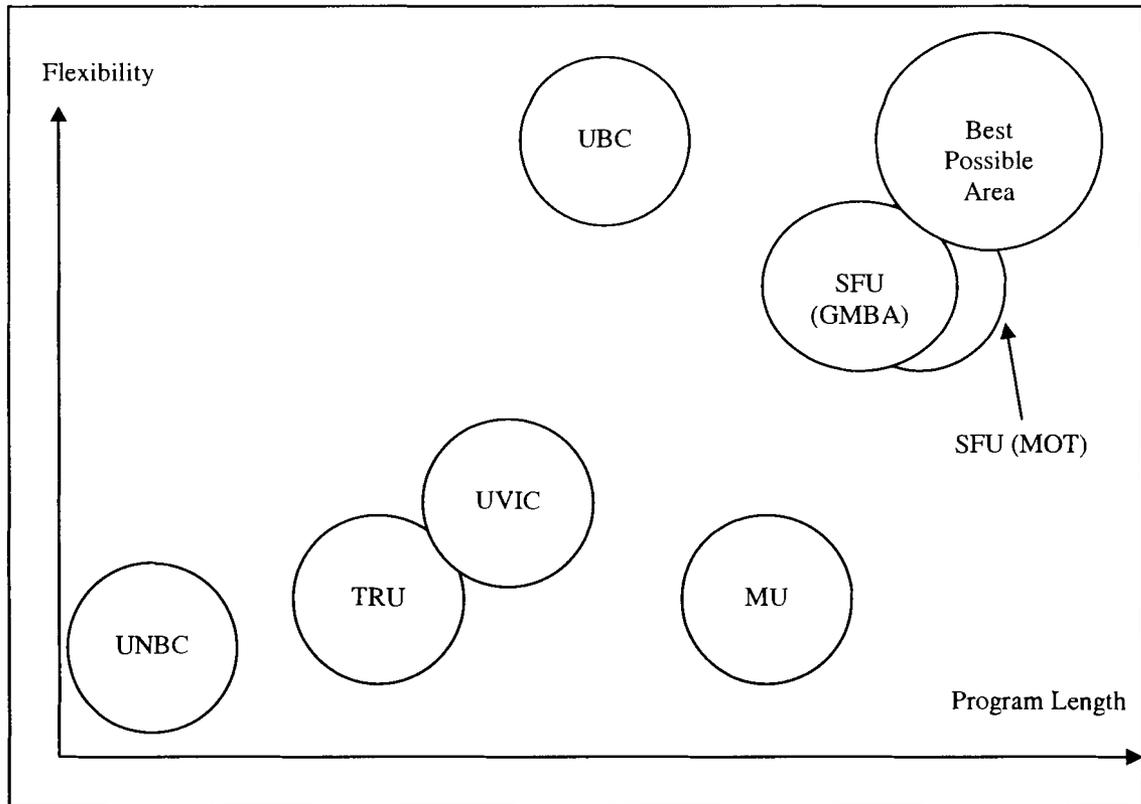 Flexibility
UBC
Best
Possible
Area
SFU
(GMBA)
SFU (MOT)
UVIC
TRU
MU
UNBC
Program Length